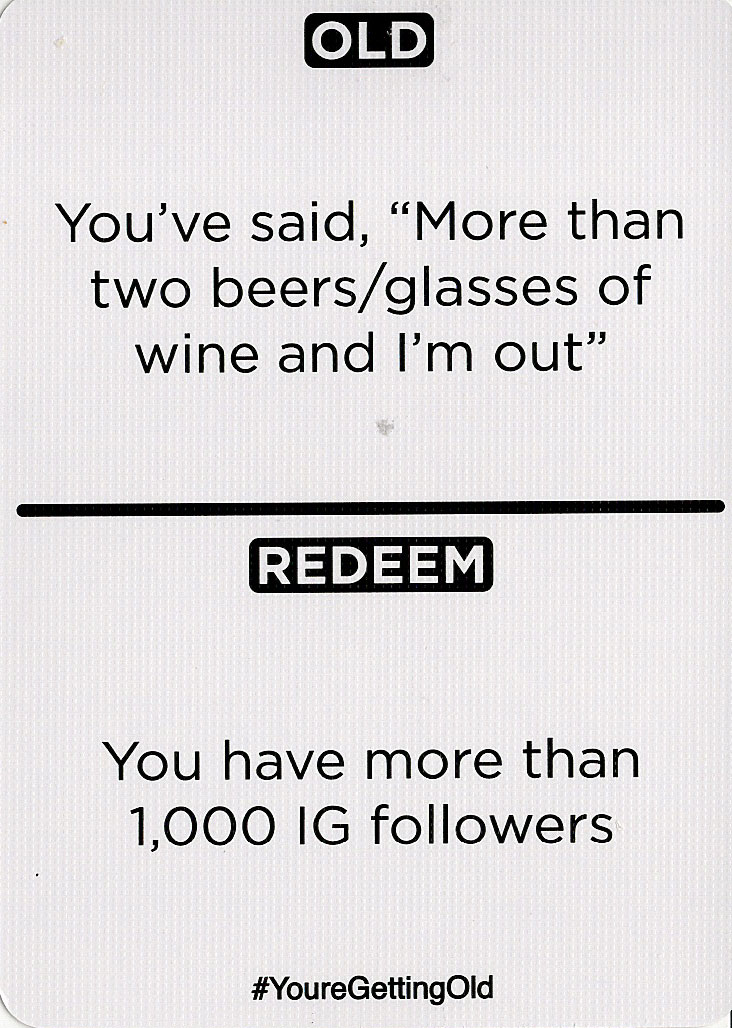 OLD
You've said, “More than
two beers/glasses of
wine and I'm out”
REDEEM
You have more than
1,000 IG followers
#YoureGettingOld